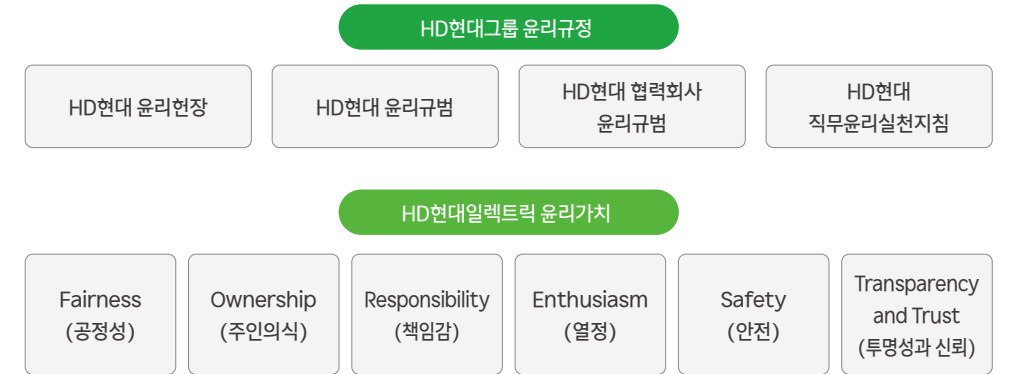 HD현대그룹 윤리규정
HD현대 윤리헌장
HD현대 윤리규범
HD현대 협력회사
윤리규범
HD현대
직무윤리실천지침
HD현대일렉트릭 윤리가치
Fairness
(공정성)
Ownership
(주인의식)
Responsibility
(책임감)
Enthusiasm
(열정)
Safety
(안전)
Transparency
and Trust
(투명성과 신뢰)